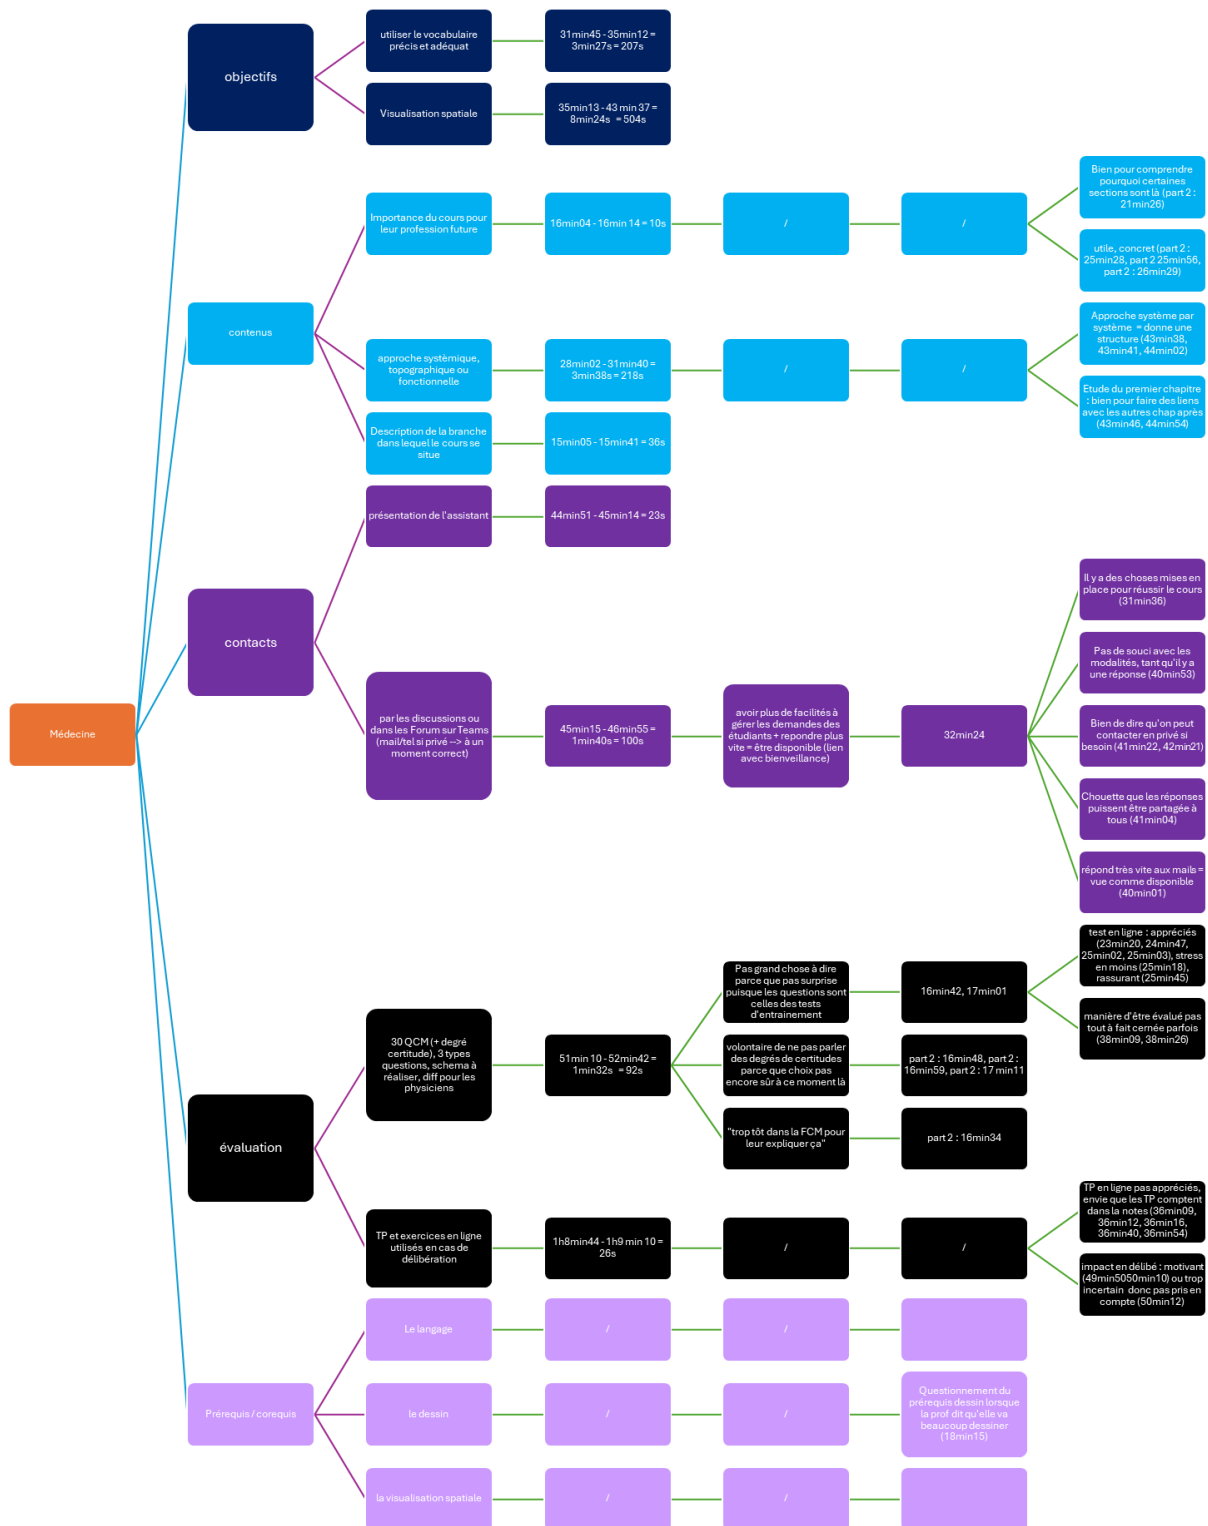 Médecine
objectifs
utiliser le vocabulaire
précis et adéquat
31min45 - 35min12 =
3min27s = 207s
Visualisation spatiale
35min13 - 43 min 37 =
8min24s = 504s
contenus
Importance du cours pour
leur profession future
16min04 - 16min 14 = 10s
/
/
Bien pour comprendre
pourquoi certaines
sections sont là (part 2 :
21min26)
utile, concret (part 2 :
25min28, part 2 25min56,
part 2 : 26min29)
approche systèmique,
topographique ou
fonctionnelle
28min02 - 31min40 =
3min38s = 218s
/
/
Approche système par
système = donne une
structure (43min38,
43min41, 44min02)
Etude du premier chapitre
: bien pour faire des liens
avec les autres chap après
(43min46, 44min54)
Description de la branche
dans lequel le cours se
situe
15min05 - 15min41 = 36s
contacts
présentation de l'assistant
44min51 - 45min14 = 23s
par les discussions ou
dans les Forum sur Teams
(mail/tel si privé --> à un
moment correct)
45min15 - 46min55 =
1min40s = 100s
avoir plus de facilités à
gérer les demandes des
étudiants + repondre plus
vite = être disponible (lien
avec bienveillance)
32min24
Il y a des choses mises en
place pour réussir le cours
(31min36)
Pas de souci avec les
modalités, tant qu'il y a
une réponse (40min53)
Bien de dire qu'on peut
contacter en privé si
besoin (41min22, 42min21)
Chouette que les réponses
puissent être partagée à
tous (41min04)
répond très vite aux mails =
vue comme disponible
(40min01)
évaluation
30 QCM (+ degré
certitude), 3 types
questions, schema à
réaliser, diff pour les
physiciens
51min 10 - 52min42 =
1min32s = 92s
Pas grand chose à dire
parce que pas surprise
puisque les questions sont
celles des tests
d'entrainement
16min42, 17min01
test en ligne : appréciés
(23min20, 24min47,
25min02, 25min03), stress
en moins (25min18),
rassurant (25min45)
manière d'être évalué pas
tout à fait cernée parfois
(38min09, 38min26)
volontaire de ne pas parler
des degrés de certitudes
parce que choix pas
encore sûr à ce moment là
part 2 : 16min48, part 2 :
16min59, part 2 : 17 min11
"trop tôt dans la FCM pour
leur expliquer ça"
part 2 : 16min34
TP et exercices en ligne
utilisés en cas de
délibération
1h8min44 - 1h9 min 10 =
26s
/
/
TP en ligne pas appréciés,
envie que les TP comptent
dans la notes (36min09,
36min12, 36min16,
36min40, 36min54)
impact en délibé : motivant
(49min5050min10) ou trop
incertain donc pas pris en
compte (50min12)
Prérequis / corequis
Le langage
/
/
le dessin
/
/
Questionnement du
prérequis dessin lorsque
la prof dit qu'elle va
beaucoup dessiner
(18min15)
la visualisation spatiale
/
/